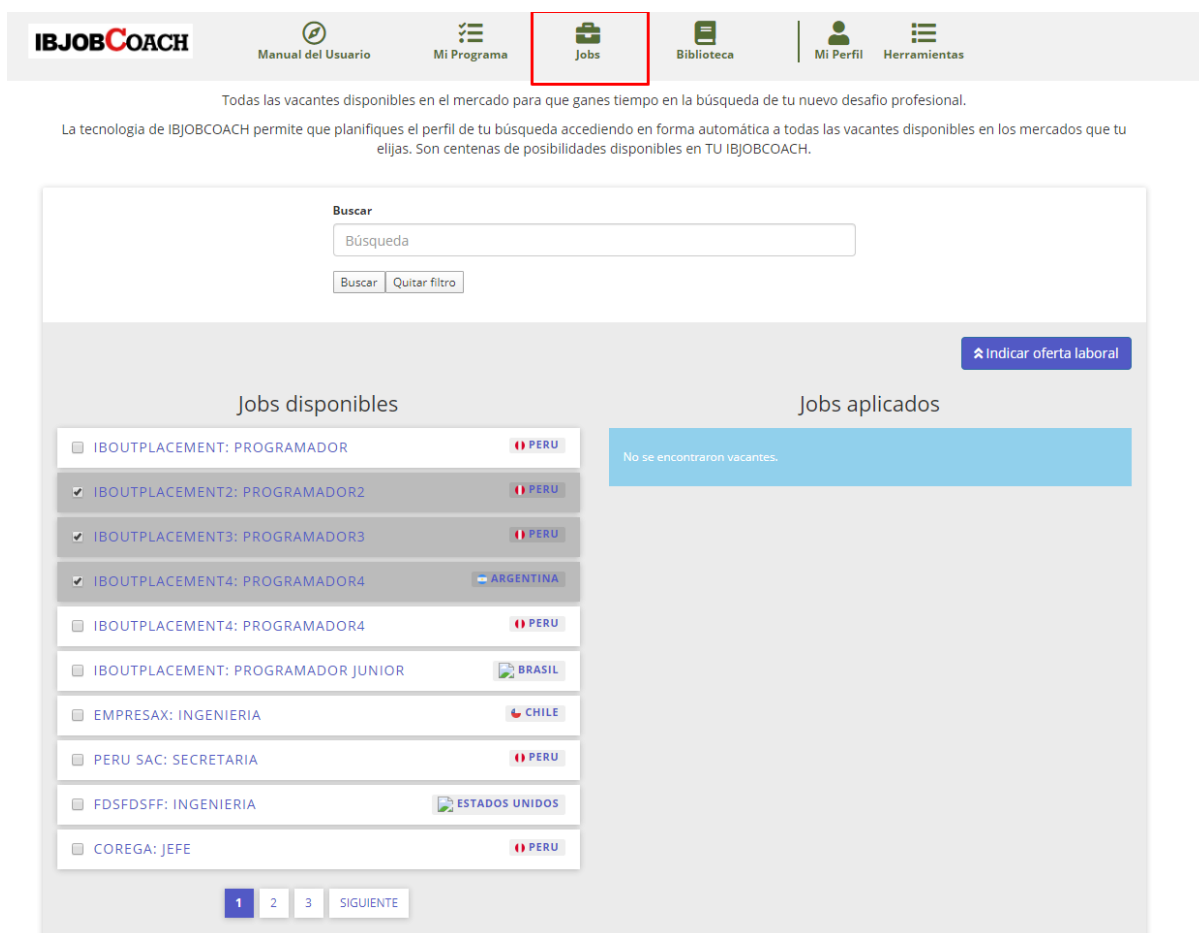 IBJOBCOACH
Manual del Usuario
Mi Programa
Jobs
Biblioteca
Mi Perfil
Herramientas
Todas las vacantes disponibles en el mercado para que ganes tiempo en la búsqueda de tu nuevo desafio profesional.
La tecnologia de IBJOBCOACH permite que planifiques el perfil de tu búsqueda accediendo en forma automática a todas las vacantes disponibles en los mercados que tu
elijas. Son centenas de posibilidades disponibles en TU IBJOBCOACH.
Buscar
Búsqueda
Buscar
Quitar filtro
Indicar oferta laboral
Jobs disponibles
IBOUTPLACEMENT: PROGRAMADOR PERU
IBOUTPLACEMENT2: PROGRAMADOR2 PERU
IBOUTPLACEMENT3: PROGRAMADOR3 PERU
IBOUTPLACEMENT4: PROGRAMADOR4 ARGENTINA
IBOUTPLACEMENT4: PROGRAMADOR4 PERU
IBOUTPLACEMENT: PROGRAMADOR JUNIOR BRASIL
EMPRESAX: INGENIERIA CHILE
PERU SAC: SECRETARIA PERU
FDSFDSFF: INGENIERIA ESTADOS UNIDOS
COREGA: JEFE PERU
1 2 3 SIGUIENTE
Jobs aplicados
No se encontraron vacantes.